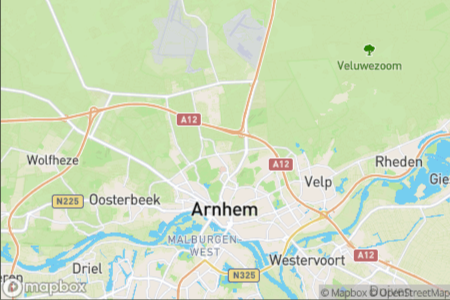 Veluwezoom
A12
Wolfheze
A12
Rheden
Velp
Gie
N225
Oosterbeek
Arnhem
MALBURGEN
WEST
Westervoort
A12
Driel
N325
eren
mapbox
© Mapbox © OpenStreetMap